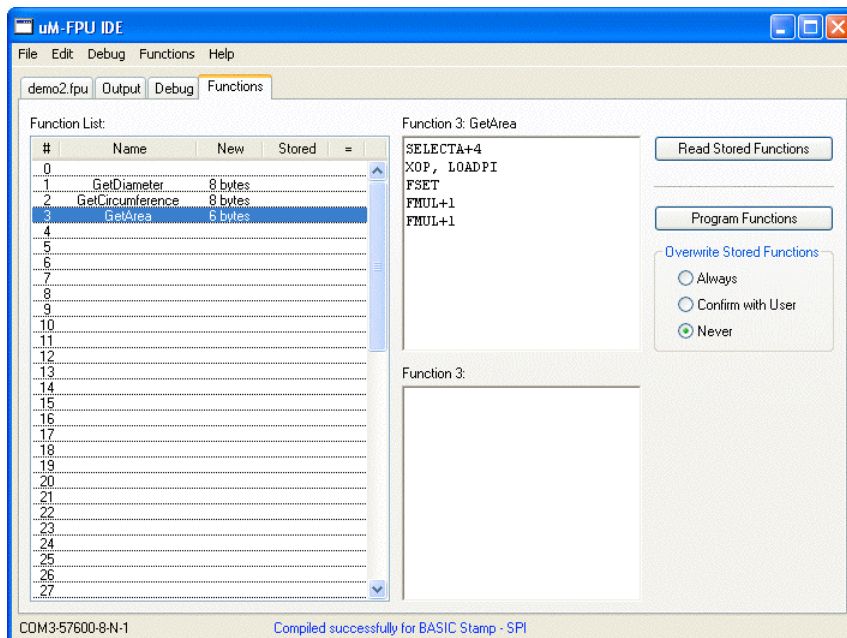 uM-FPU IDE
File Edit Debug Functions Help
demo2.fpu Output Debug Functions
Function List:
# Name New Stored =
0
1 GetDiameter 8 bytes
2 GetCircumference 8 bytes
3 GetArea 6 bytes
4
5
6
7
8
9
10
11
12
13
14
15
16
17
18
19
20
21
22
23
24
25
26
27
Function 3: GetArea
SELECTA+4
XOP, LOADPI
FSET
FMUL+1
FMUL+1
Function 3:
Read Stored Functions
Program Functions
Overwrite Stored Functions
Always
Confirm with User
Never
COM3-57600-8-N-1 Compiled successfully for BASIC Stamp - SPI